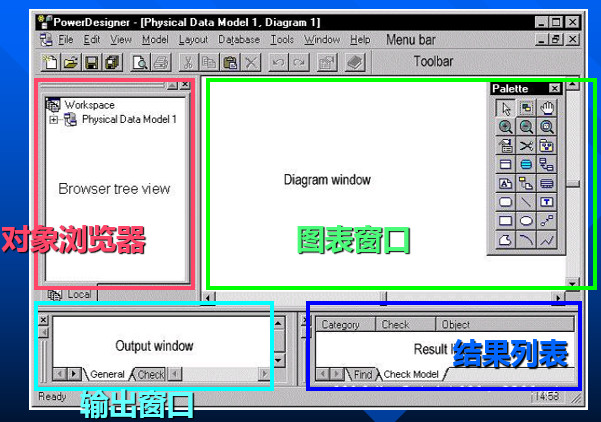 PowerDesigner - [Physical Data Model 1, Diagram 1]
File Edit View Model Layout Database Tools Window Help Menu bar
Toolbar
Palette
Workspace
Physical Data Model 1
Browser tree view
Diagram window
对象浏览器
图表窗口
Local
Category Check Object
Output window
结果列表
General Check
Find Check Model
输出窗口
Ready
14:53